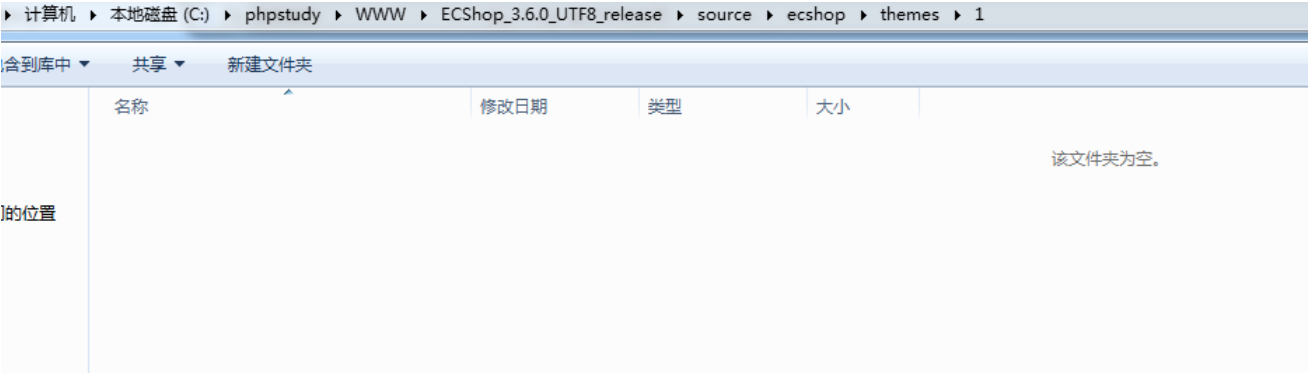 计算机 本地磁盘 (C:) phpstudy WWW ECShop_3.6.0_UTF8_release source ecshop themes 1
含到库中 共享 新建文件夹
名称 修改日期 类型 大小
该文件夹为空。
的位置